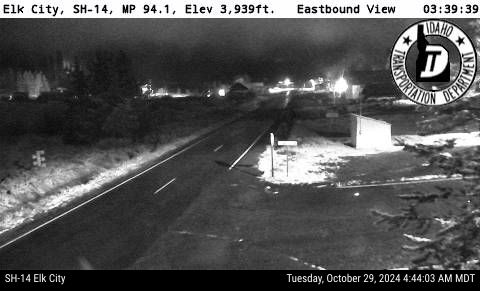 Elk City, SH-14, MP 94.1, Elev 3,939ft.  Eastbound View  03:39:39
IDAHO
TRANSPORTATION DEPARTMENT
SH-14 Elk City  Tuesday, October 29, 2024 4:44:03 AM MDT